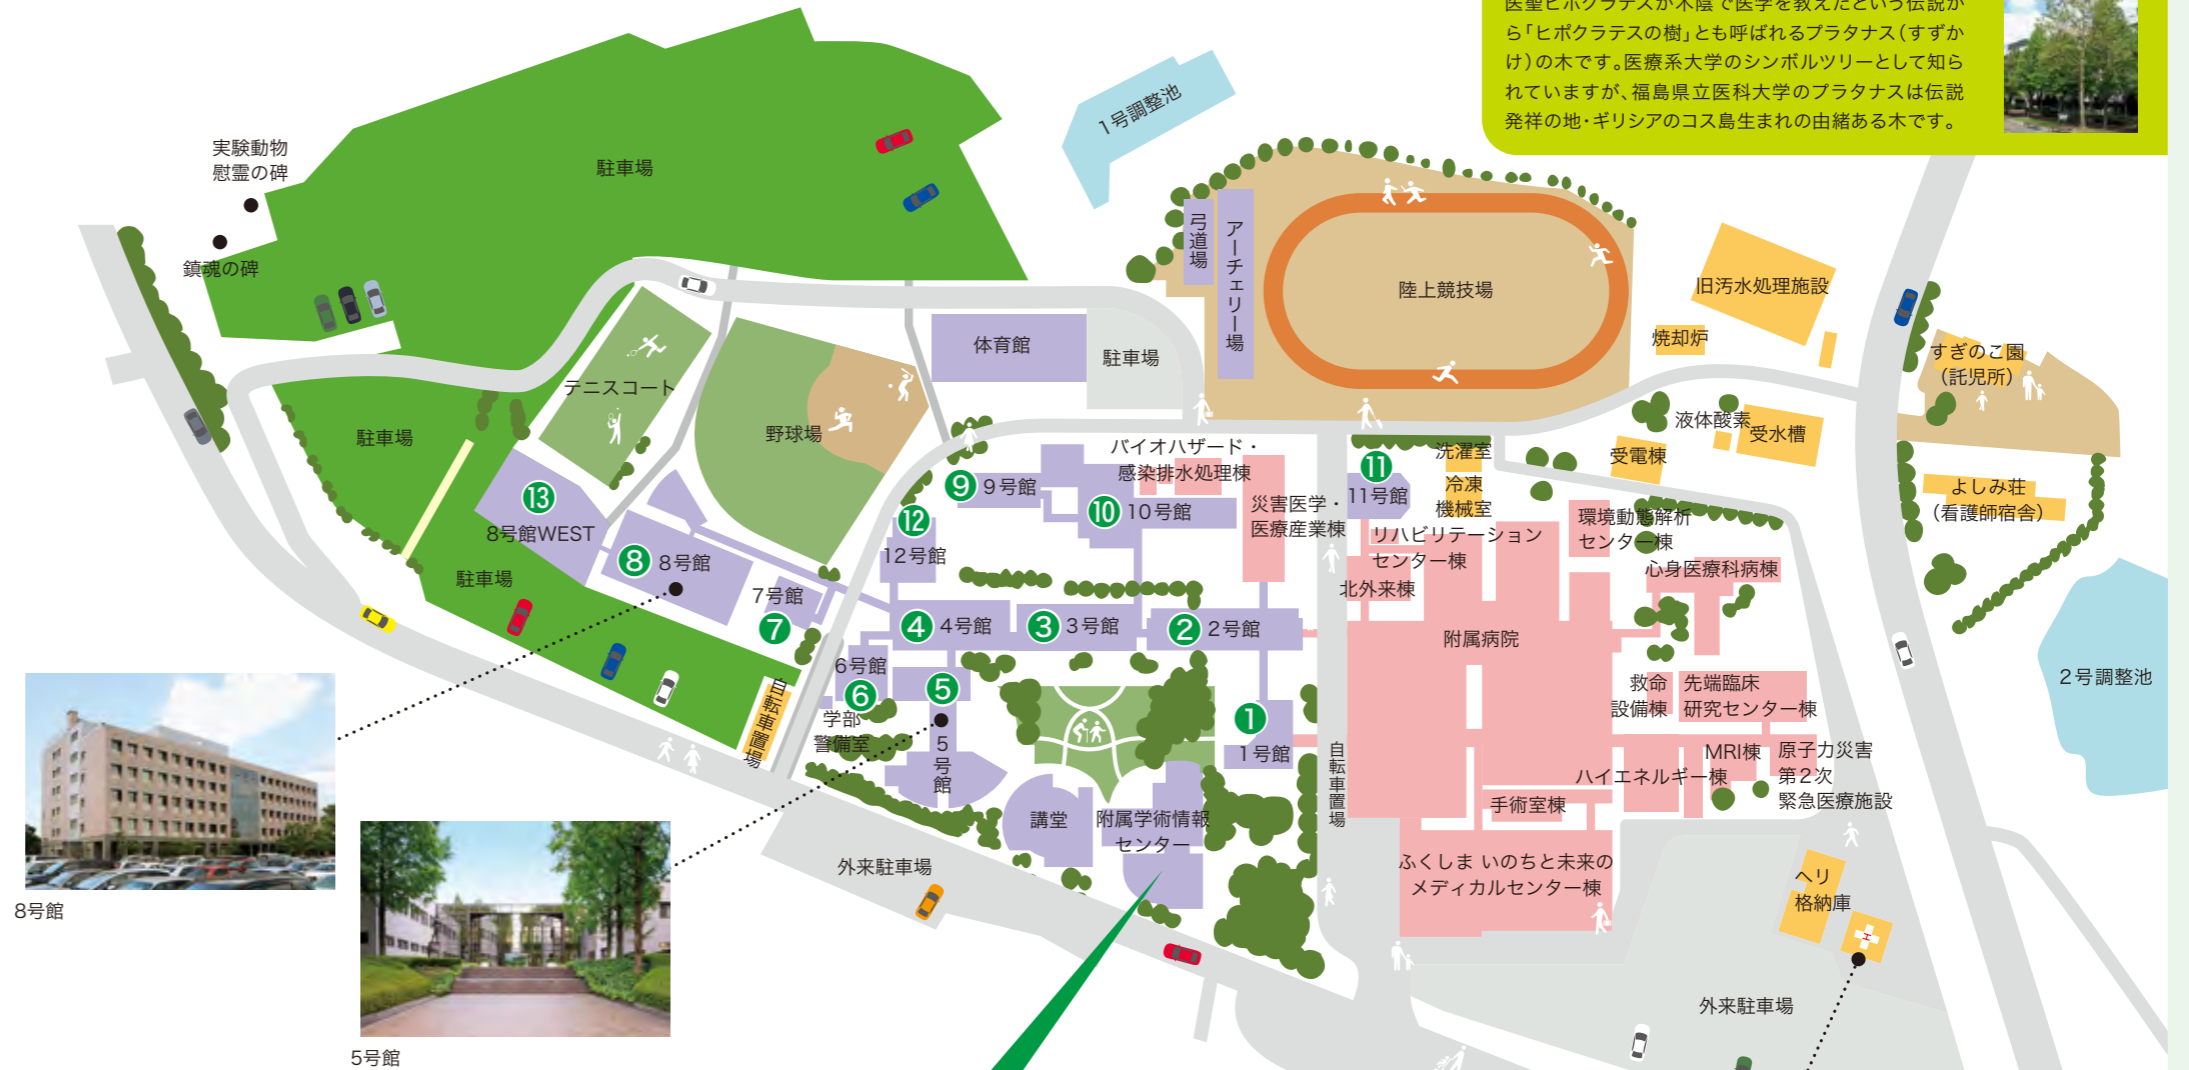 医聖ヒポクラテスが木陰で医学を教えたという伝説か
ら「ヒポクラテスの樹」とも呼ばれるプラタナス（すずか
け）の木です。医療系大学のシンボルツリーとして知ら
れていますが、福島県立医科大学のプラタナスは伝説
発祥の地・ギリシアのコス島生まれの由緒ある木です。
1号調整池
実験動物
慰霊の碑
駐車場
鎮魂の碑
弓道場
アーチェリー場
陸上競技場
旧汚水処理施設
焼却炉
すぎのこ園
（託児所）
体育館
駐車場
テニスコート
野球場
駐車場
液体酸素
受水槽
受電棟
バイオハザード・
感染排水処理棟
洗濯室
冷凍
機械室
⑪
11号館
⑨ 9号館
⑩ 10号館
災害医学・
医療産業棟
よしみ荘
（看護師宿舎）
⑬
8号館WEST
⑫
12号館
リハビリテーション
センター棟
環境動態解析
センター棟
⑧ 8号館
駐車場
7号館
⑦
北外来棟
心身医療科病棟
④ 4号館
③ 3号館
② 2号館
附属病院
6号館
⑥
⑤
5号館
自転車置場
学部
警備室
①
1号館
救命
設備棟
先端臨床
研究センター棟
2号調整池
自転車置場
MRI棟
原子力災害
第2次
緊急医療施設
ハイエネルギー棟
手術室棟
講堂
附属学術情報
センター
外来駐車場
ふくしま いのちと未来の
メディカルセンター棟
ヘリ
格納庫
H
8号館
外来駐車場
5号館